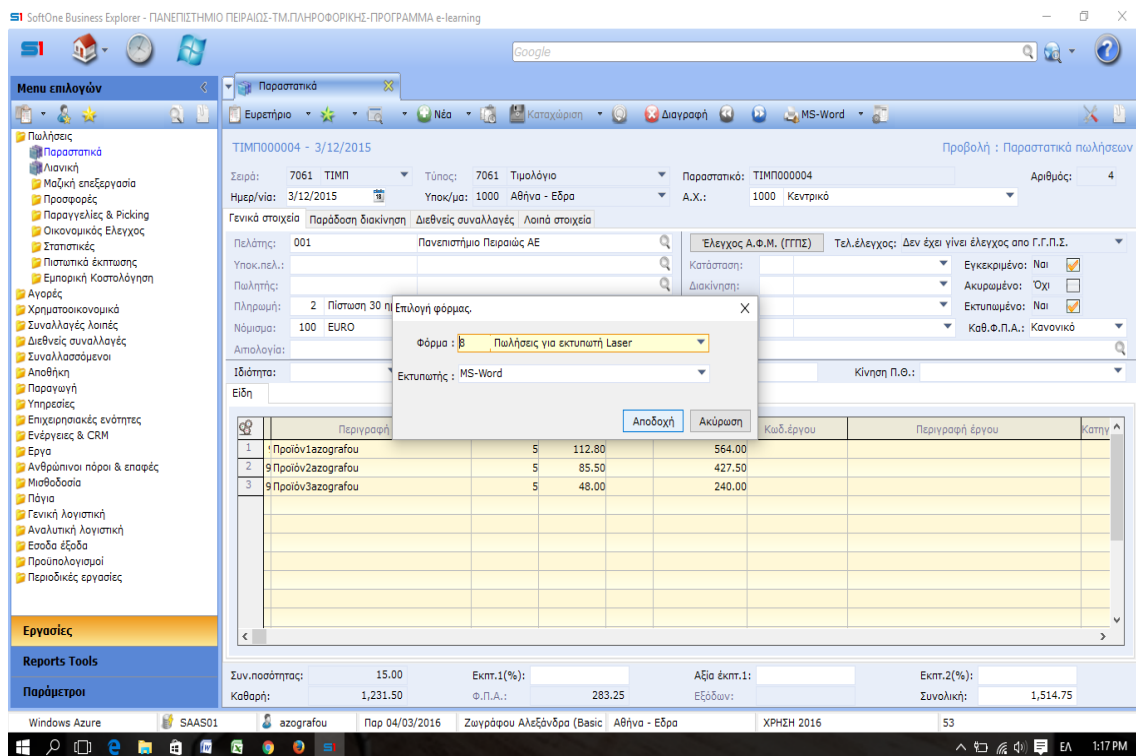 S1 SoftOne Business Explorer - ΠΑΝΕΠΙΣΤΗΜΙΟ ΠΕΙΡΑΙΩΣ-ΤΜ.ΠΛΗΡΟΦΟΡΙΚΗΣ-ΠΡΟΓΡΑΜΜΑ e-learning
S1 Google
Menu επιλογών
Παραστατικά
Ευρετήριο Νέα Καταχώριση Διαγραφή MS-Word
Πωλήσεις
Παραστατικά
Λιανική
Μαζική επεξεργασία
Προσφορές
Παραγγελίες & Picking
Οικονομικός Ελεγχος
Στατιστικές
Πιστωτικά έκπτωσης
Εμπορική Κοστολόγηση
Αγορές
Χρηματοοικονομικά
Συναλλαγές λοιπές
Διεθνείς συναλλαγές
Συναλλασσόμενοι
Αποθήκη
Παραγωγή
Υπηρεσίες
Επιχειρησιακές ενότητες
Ενέργειες & CRM
Εργα
Ανθρώπινοι πόροι & επαφές
Μισθοδοσία
Πάγια
Γενική λογιστική
Αναλυτική λογιστική
Εσοδα έξοδα
Προϋπολογισμοί
Περιοδικές εργασίες
Εργασίες
Reports Tools
Παράμετροι
ΤΙΜΠ000004 - 3/12/2015 Προβολή : Παραστατικά πωλήσεων
Σειρά: 7061 ΤΙΜΠ Τύπος: 7061 Τιμολόγιο Παραστατικό: ΤΙΜΠ000004 Αριθμός: 4
Ημερ/νία: 3/12/2015 Υποκ/μα: 1000 Αθήνα - Εδρα Α.Χ.: 1000 Κεντρικό
Γενικά στοιχεία Παράδοση διακίνηση Διεθνείς συναλλαγές Λοιπά στοιχεία
Πελάτης: 001 Πανεπιστήμιο Πειραιώς ΑΕ Έλεγχος Α.Φ.Μ. (ΓΓΠΣ) Τελ.έλεγχος: Δεν έχει γίνει έλεγχος απο Γ.Γ.Π.Σ.
Υποκ.πελ.: Κατάσταση: Εγκεκριμένο: Ναι
Πωλητής: Διακίνηση: Ακυρωμένο: Όχι
Πληρωμή: 2 Πίστωση 30 ημ Εκτυπωμένο: Ναι
Νόμισμα: 100 EURO Καθ.Φ.Π.Α.: Κανονικό
Αιτιολογία:
Ιδιότητα: Κίνηση Π.Θ.:
Επιλογή φόρμας.
Φόρμα : 8 Πωλήσεις για εκτυπωτή Laser
Εκτυπωτής : MS-Word
Αποδοχή Ακύρωση
Είδη
Περιγραφή Κωδ.έργου Περιγραφή έργου Κατηγ
1 Προϊόν1azografou 5 112.80 564.00
2 9 Προϊόν2azografou 5 85.50 427.50
3 9 Προϊόν3azografou 5 48.00 240.00
Συν.ποσότητας: 15.00 Εκπτ.1(%): Αξία έκπτ.1: Εκπτ.2(%):
Καθαρή: 1,231.50 Φ.Π.Α.: 283.25 Εξόδων: Συνολική: 1,514.75
Windows Azure SAAS01 azografou Παρ 04/03/2016 Ζωγράφου Αλεξάνδρα (Basic Αθήνα - Εδρα ΧΡΗΣΗ 2016 53
ΕΛ 1:17 PM